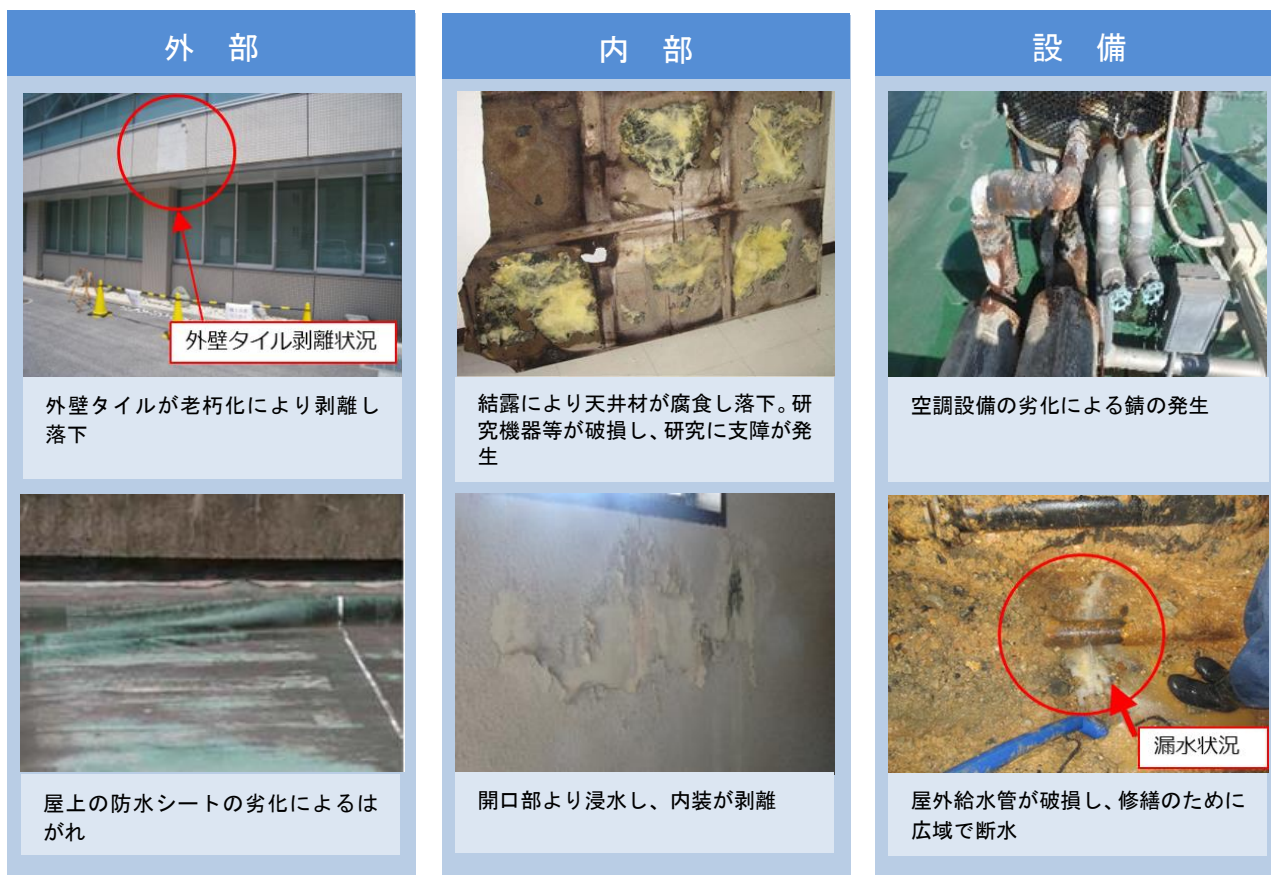 外 部
外壁タイル剥離状況
外壁タイルが老朽化により剥離し
落下
屋上の防水シートの劣化によるは
がれ
内 部
結露により天井材が腐食し落下。研
究機器等が破損し、研究に支障が発
生
開口部より浸水し、内装が剥離
設 備
空調設備の劣化による錆の発生
漏水状況
屋外給水管が破損し、修繕のために
広域で断水